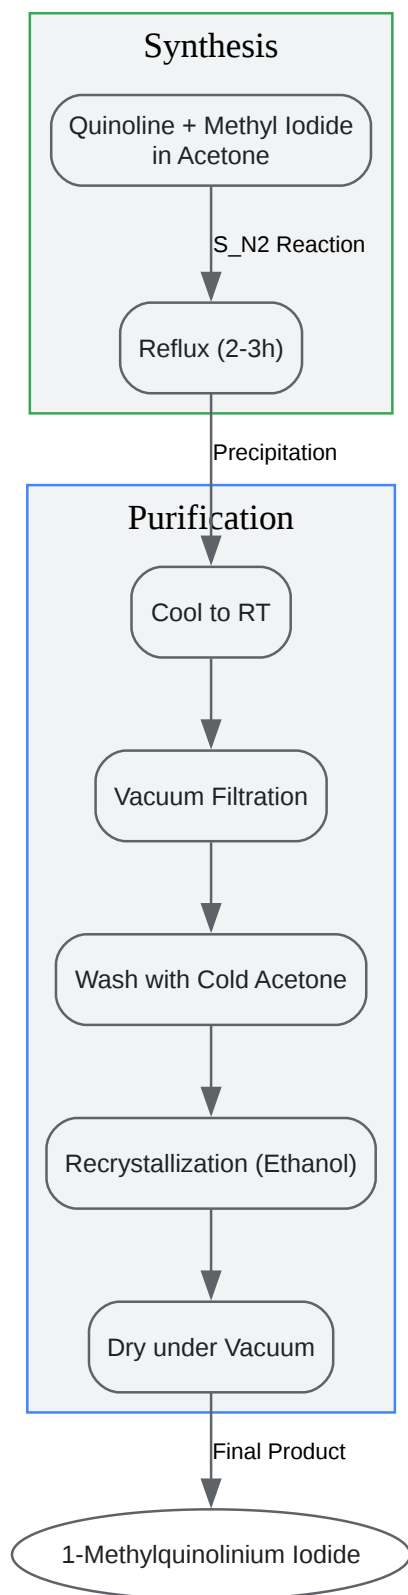 Synthesis
Quinoline + Methyl Iodide
in Acetone
S_N2 Reaction
Reflux (2-3h)
Precipitation
Purification
Cool to RT
Vacuum Filtration
Wash with Cold Acetone
Recrystallization (Ethanol)
Dry under Vacuum
Final Product
1-Methylquinolinium Iodide